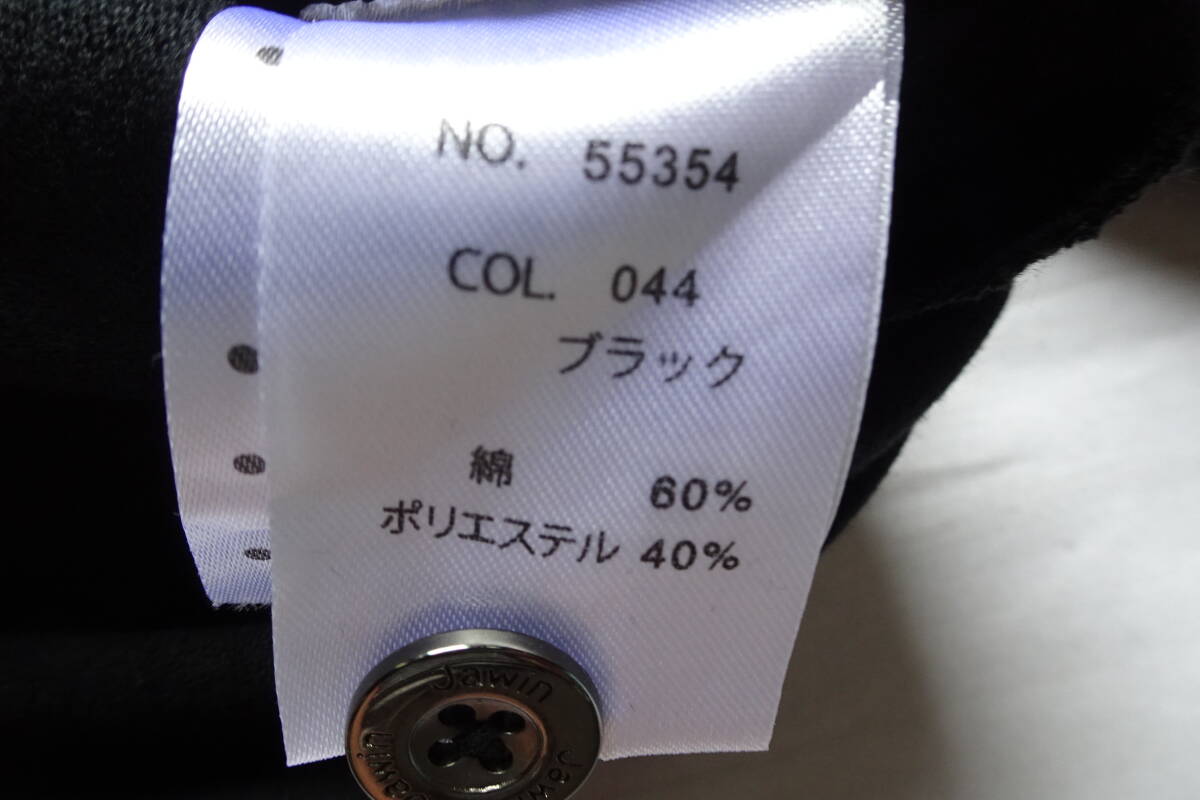 NO. 55354
COL. 044
ブラック
綿 60%
ポリエステル 40%
Jawin